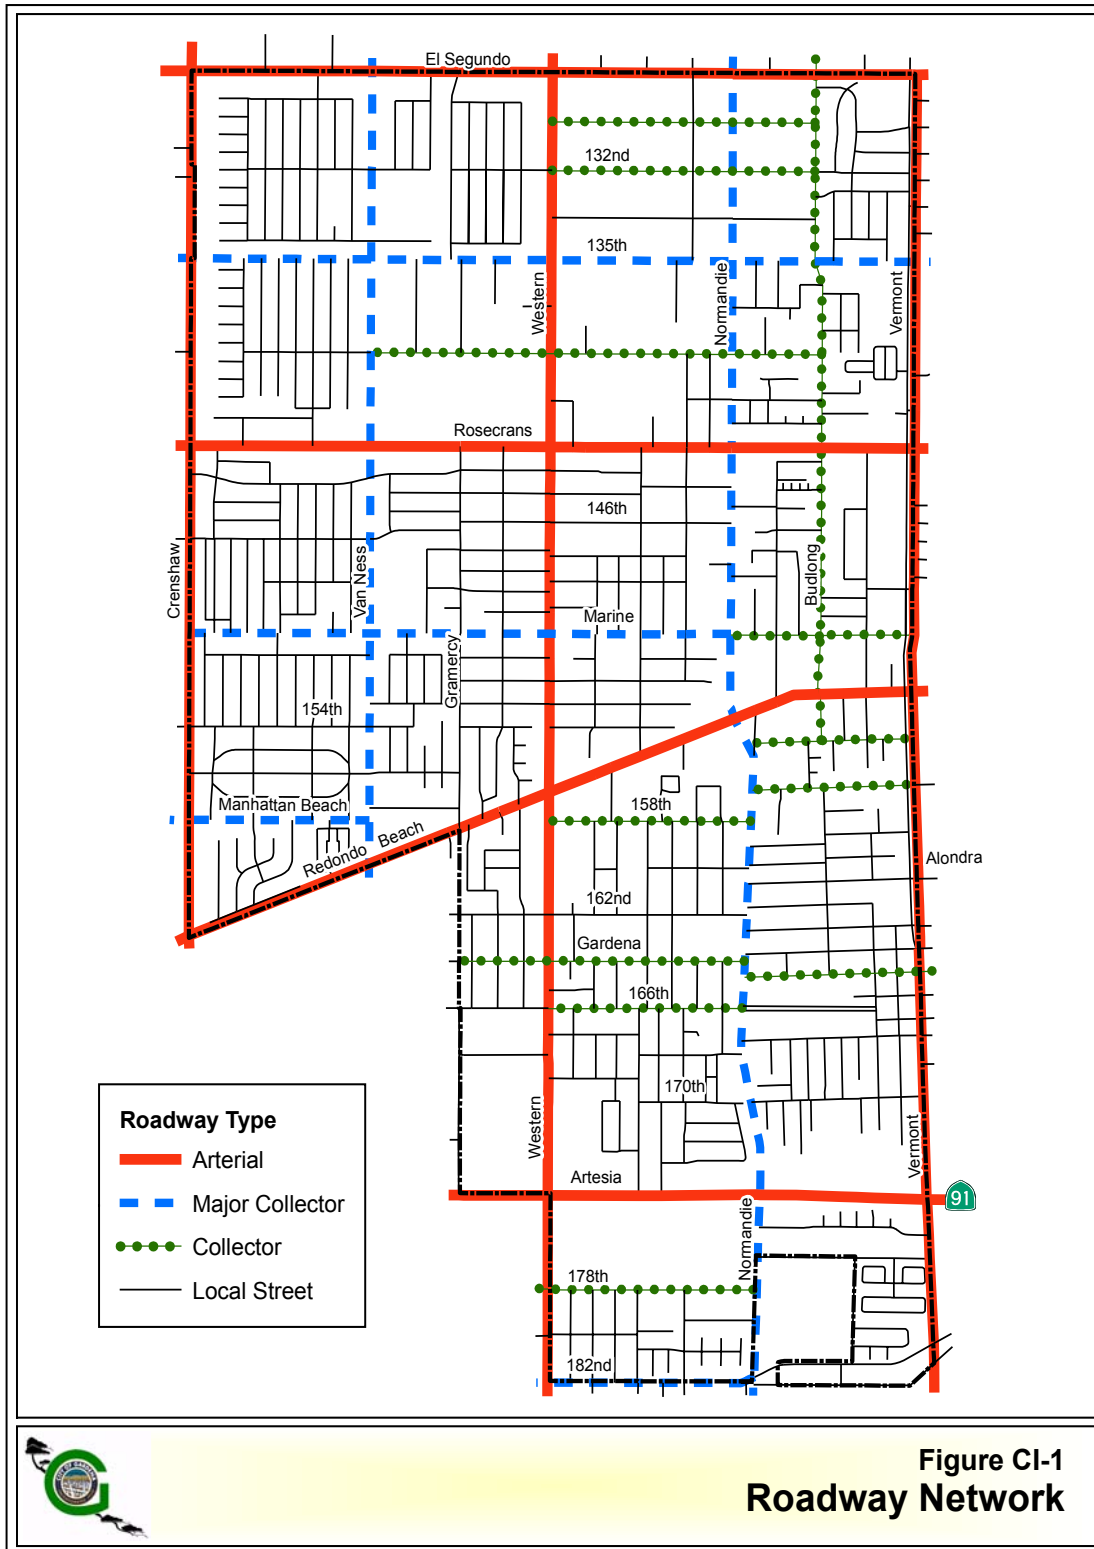 El Segundo
132nd
135th
Western
Normandie
Vermont
Rosecrans
146th
Crenshaw
Van Ness
Budlong
Marine
Gramercy
154th
Manhattan Beach
Redondo Beach
158th
Alondra
162nd
Gardena
166th
170th
Western
Vermont
Artesia
91
Normandie
178th
182nd
Roadway Type
Arterial
Major Collector
Collector
Local Street
Figure CI-1
Roadway Network